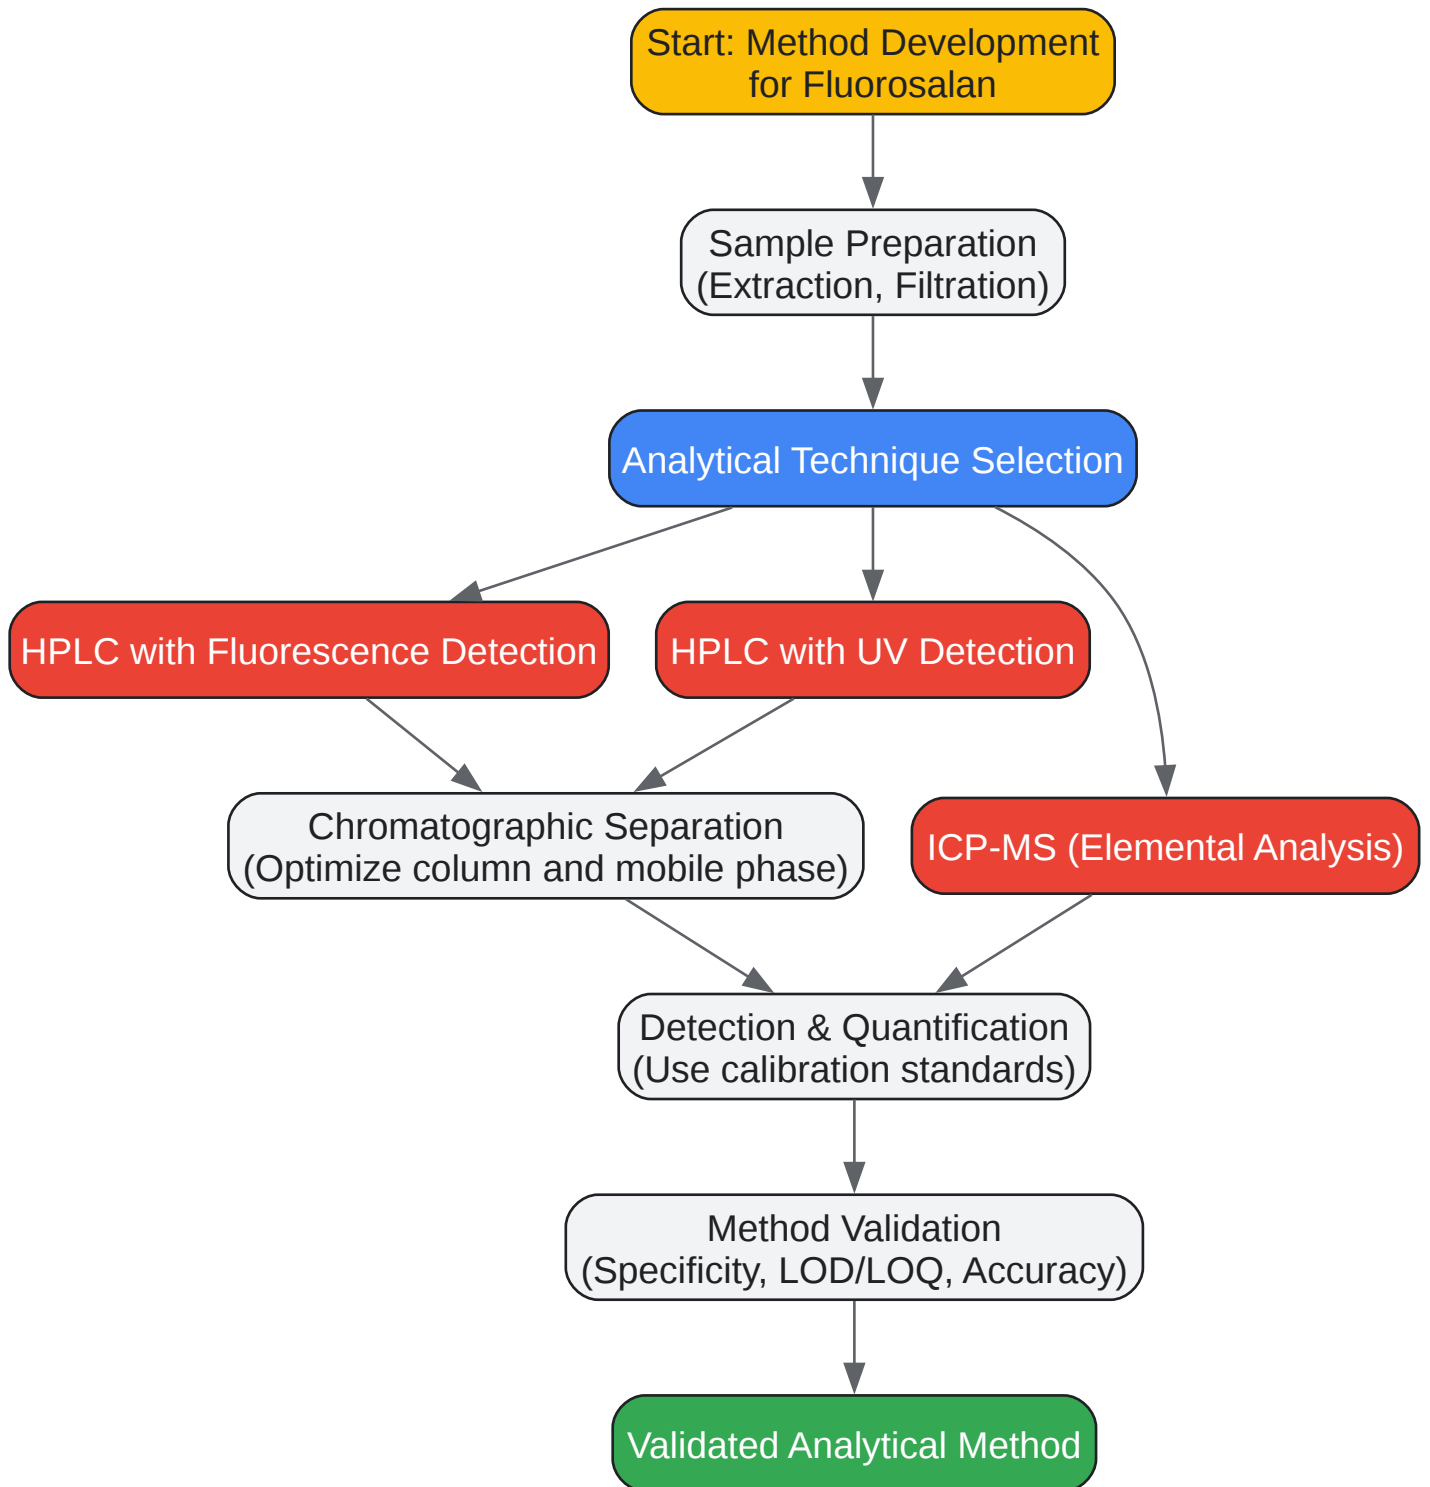 Start: Method Development
for Fluorosalan
Sample Preparation
(Extraction, Filtration)
Analytical Technique Selection
HPLC with Fluorescence Detection
HPLC with UV Detection
Chromatographic Separation
(Optimize column and mobile phase)
ICP-MS (Elemental Analysis)
Detection & Quantification
(Use calibration standards)
Method Validation
(Specificity, LOD/LOQ, Accuracy)
Validated Analytical Method